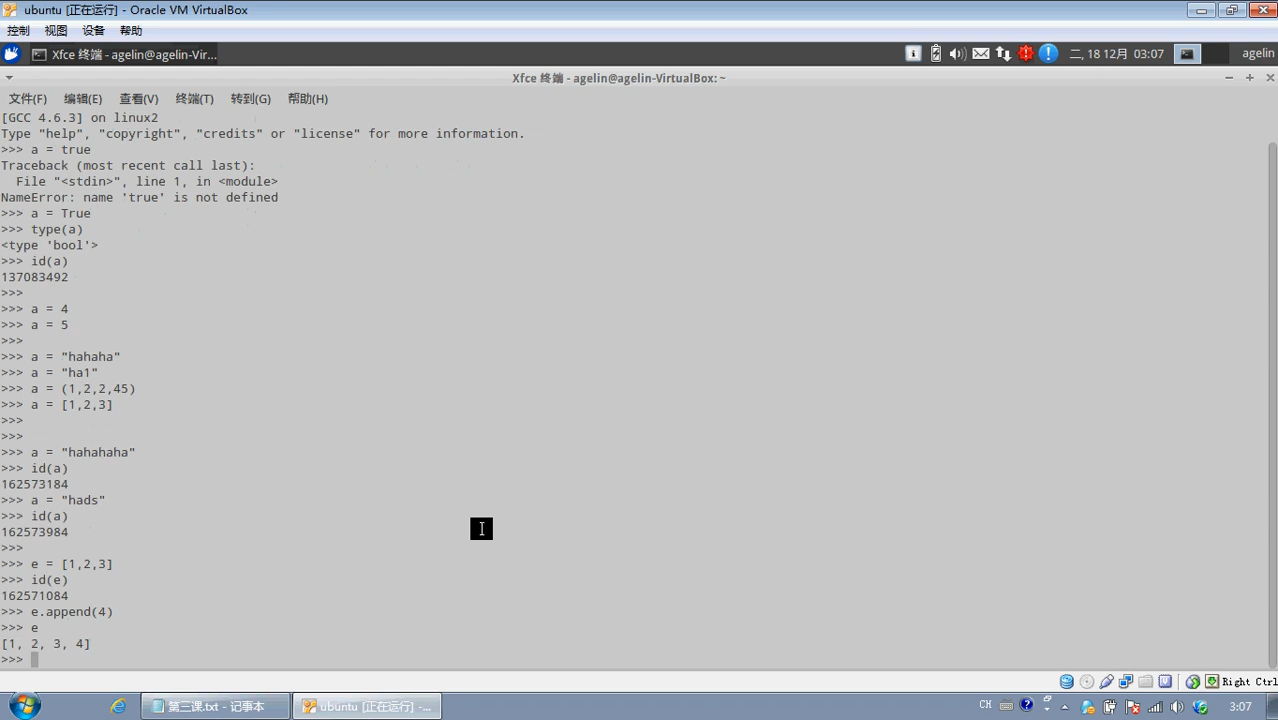 ubuntu [正在运行] - Oracle VM VirtualBox
控制 视图 设备 帮助
Xfce 终端 - agelin@agelin-Vir... 二, 18 12月 03:07 agelin
Xfce 终端 - agelin@agelin-VirtualBox: ~
文件(F) 编辑(E) 查看(V) 终端(T) 转到(G) 帮助(H)
[GCC 4.6.3] on linux2
Type "help", "copyright", "credits" or "license" for more information.
>>> a = true
Traceback (most recent call last):
  File "<stdin>", line 1, in <module>
NameError: name 'true' is not defined
>>> a = True
>>> type(a)
<type 'bool'>
>>> id(a)
137083492
>>>
>>> a = 4
>>> a = 5
>>>
>>> a = "hahaha"
>>> a = "ha1"
>>> a = (1,2,2,45)
>>> a = [1,2,3]
>>>
>>>
>>> a = "hahahaha"
>>> id(a)
162573184
>>> a = "hads"
>>> id(a)
162573984
>>>
>>> e = [1,2,3]
>>> id(e)
162571084
>>> e.append(4)
>>> e
[1, 2, 3, 4]
>>>
Right Ctrl
第三课.txt - 记事本 ubuntu [正在运行] -... CH 3:07